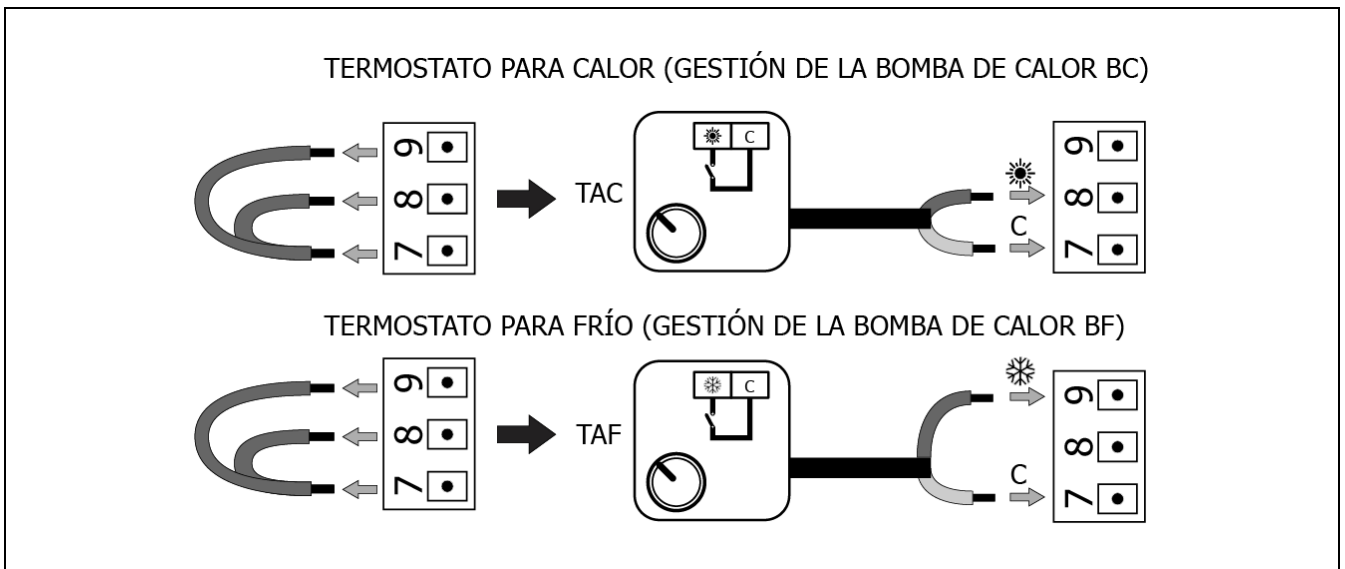 TERMOSTATO PARA CALOR (GESTIÓN DE LA BOMBA DE CALOR BC)
9
8
7
TAC
C
C
9
8
7
TERMOSTATO PARA FRÍO (GESTIÓN DE LA BOMBA DE CALOR BF)
9
8
7
TAF
C
C
9
8
7